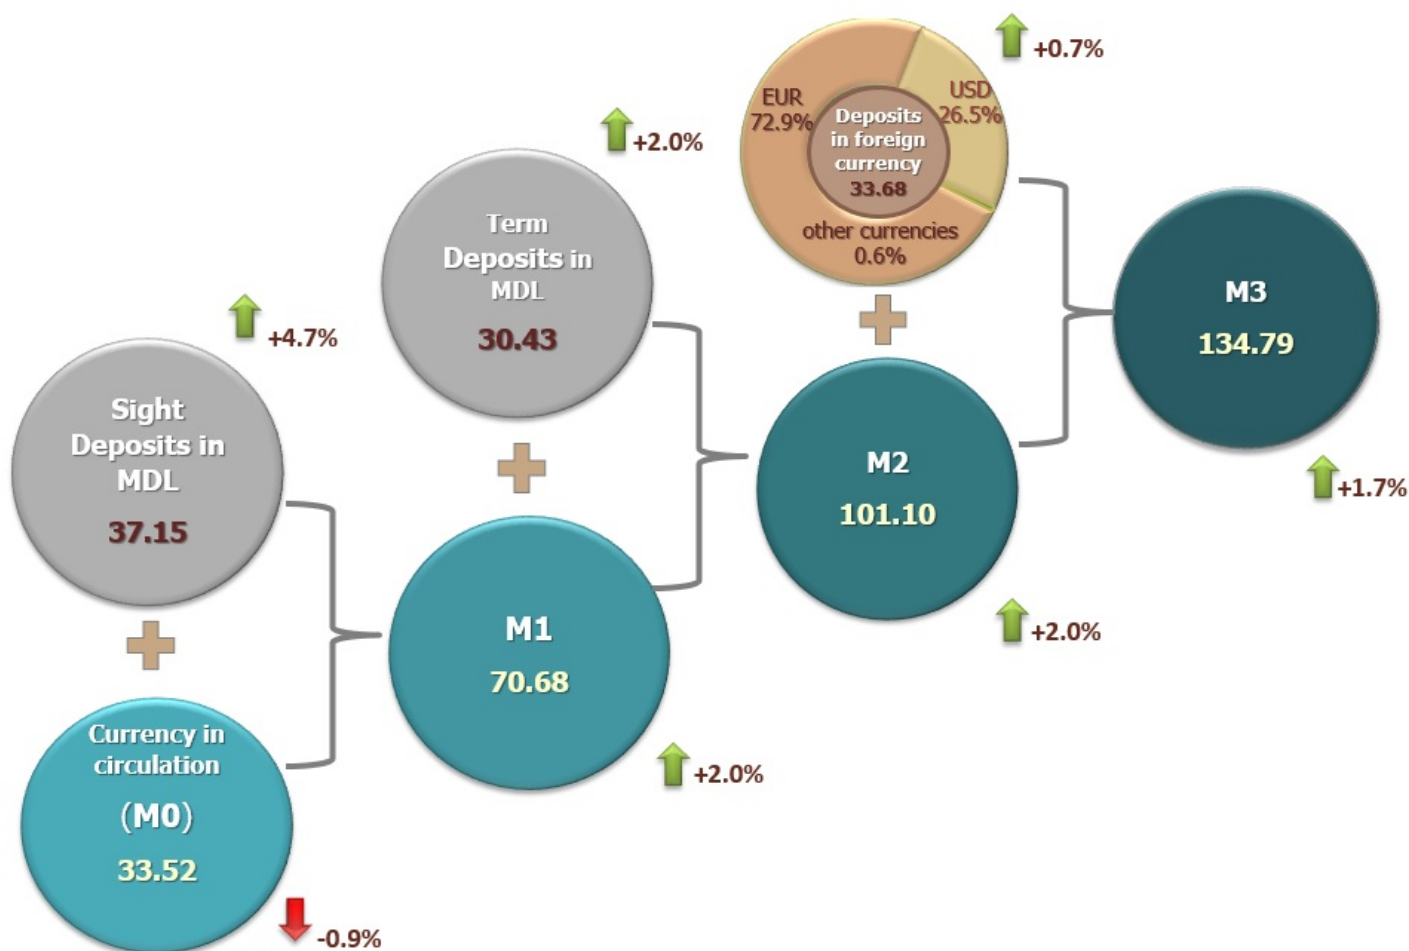 +4.7%
Sight
Deposits in
MDL
37.15
Currency in
circulation
(M0)
33.52
-0.9%
+2.0%
Term
Deposits in
MDL
30.43
M1
70.68
+2.0%
+0.7%
EUR
72.9%
USD
26.5%
Deposits
in foreign
currency
33.68
other currencies
0.6%
M2
101.10
+2.0%
M3
134.79
+1.7%